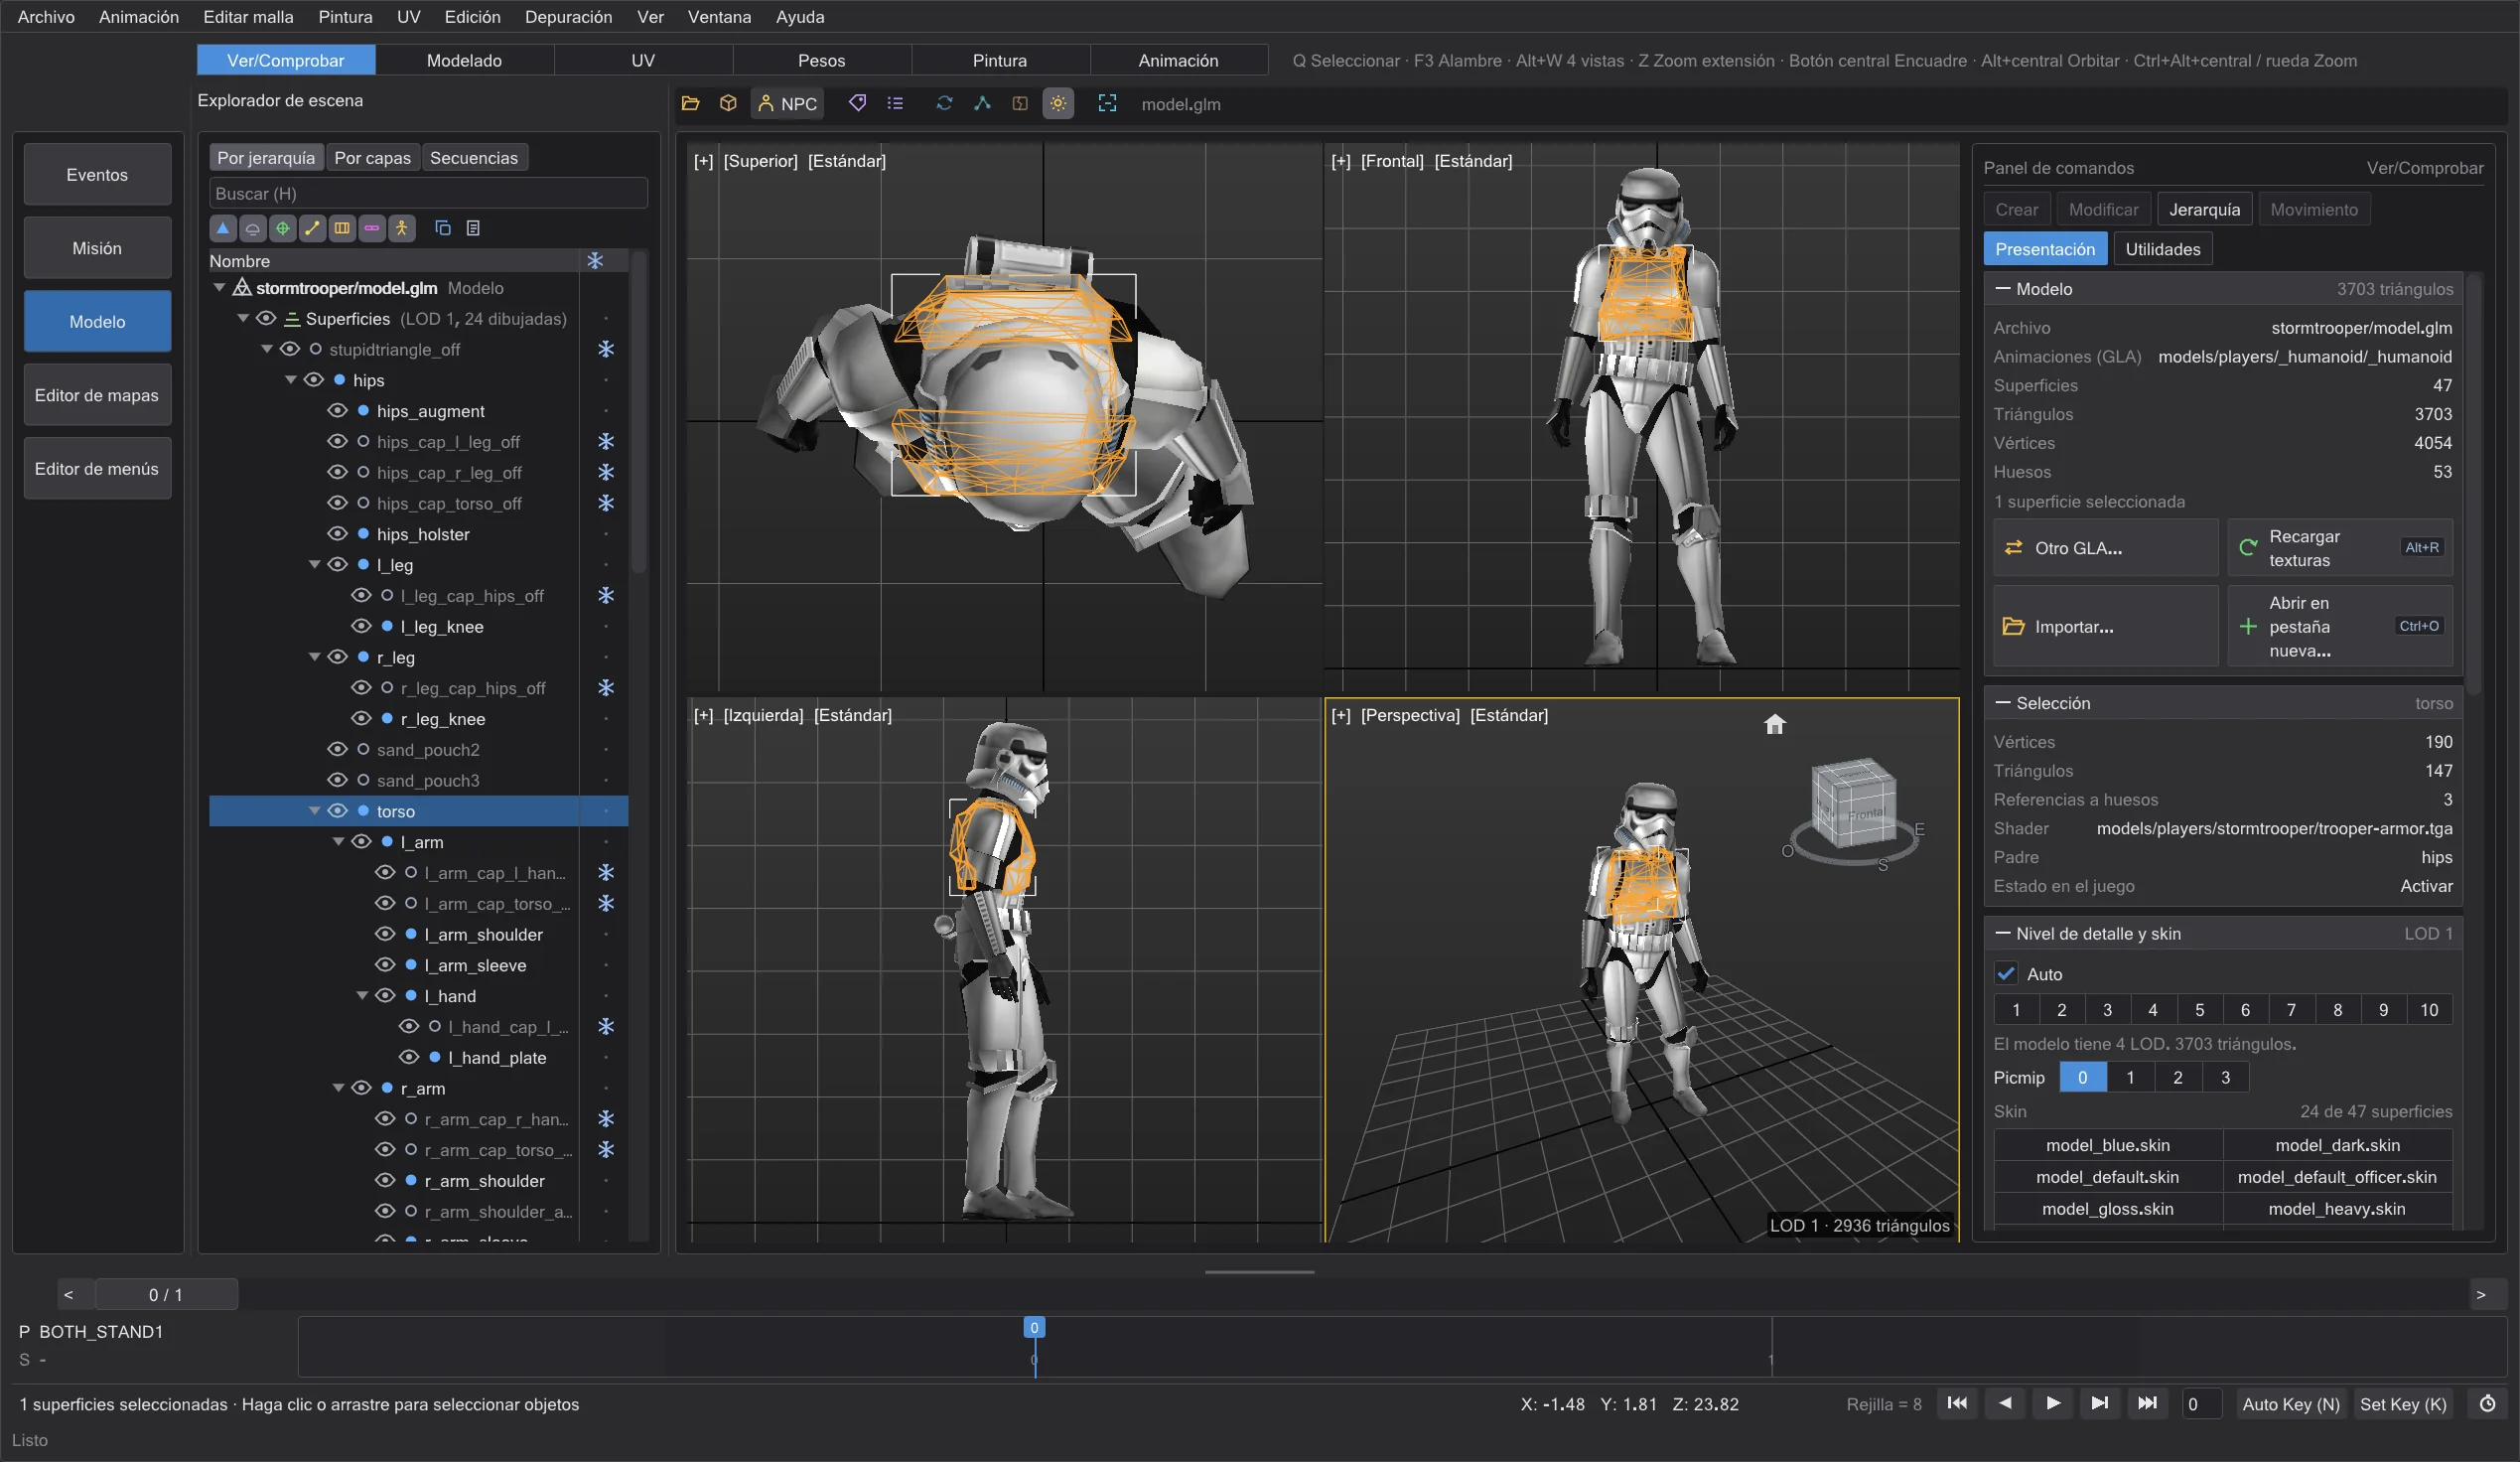 Archivo Animación Editar malla Pintura UV Edición Depuración Ver Ventana Ayuda
Ver/Comprobar Modelado UV Pesos Pintura Animación Q Seleccionar · F3 Alambre · Alt+W 4 vistas · Z Zoom extensión · Botón central Encuadre · Alt+central Orbitar · Ctrl+Alt+central / rueda Zoom
Explorador de escena
NPC model.glm
Eventos
Misión
Modelo
Editor de mapas
Editor de menús
Por jerarquía Por capas Secuencias
Buscar (H)
Nombre
stormtrooper/model.glm Modelo
Superficies (LOD 1, 24 dibujadas)
stupidtriangle_off
hips
hips_augment
hips_cap_l_leg_off
hips_cap_r_leg_off
hips_cap_torso_off
hips_holster
l_leg
l_leg_cap_hips_off
l_leg_knee
r_leg
r_leg_cap_hips_off
r_leg_knee
sand_pouch2
sand_pouch3
torso
l_arm
l_arm_cap_l_han...
l_arm_cap_torso_...
l_arm_shoulder
l_arm_sleeve
l_hand
l_hand_cap_l_...
l_hand_plate
r_arm
r_arm_cap_r_han...
r_arm_cap_torso_...
r_arm_shoulder
r_arm_shoulder_a...
r_arm_sleeve
[+] [Superior] [Estándar]
[+] [Frontal] [Estándar]
[+] [Izquierda] [Estándar]
[+] [Perspectiva] [Estándar]
Frontal
E
O
S
LOD 1 · 2936 triángulos
Panel de comandos Ver/Comprobar
Crear Modificar Jerarquía Movimiento
Presentación Utilidades
Modelo 3703 triángulos
Archivo stormtrooper/model.glm
Animaciones (GLA) models/players/_humanoid/_humanoid
Superficies 47
Triángulos 3703
Vértices 4054
Huesos 53
1 superficie seleccionada
Otro GLA...
Recargar texturas Alt+R
Importar...
Abrir en pestaña nueva... Ctrl+O
Selección torso
Vértices 190
Triángulos 147
Referencias a huesos 3
Shader models/players/stormtrooper/trooper-armor.tga
Padre hips
Estado en el juego Activar
Nivel de detalle y skin LOD 1
Auto
1 2 3 4 5 6 7 8 9 10
El modelo tiene 4 LOD. 3703 triángulos.
Picmip 0 1 2 3
Skin 24 de 47 superficies
model_blue.skin model_dark.skin
model_default.skin model_default_officer.skin
model_gloss.skin model_heavy.skin
< 0 / 1 >
P BOTH_STAND1
S -
0
0 1
1 superficies seleccionadas · Haga clic o arrastre para seleccionar objetos
X: -1.48 Y: 1.81 Z: 23.82
Rejilla = 8
0
Auto Key (N) Set Key (K)
Listo